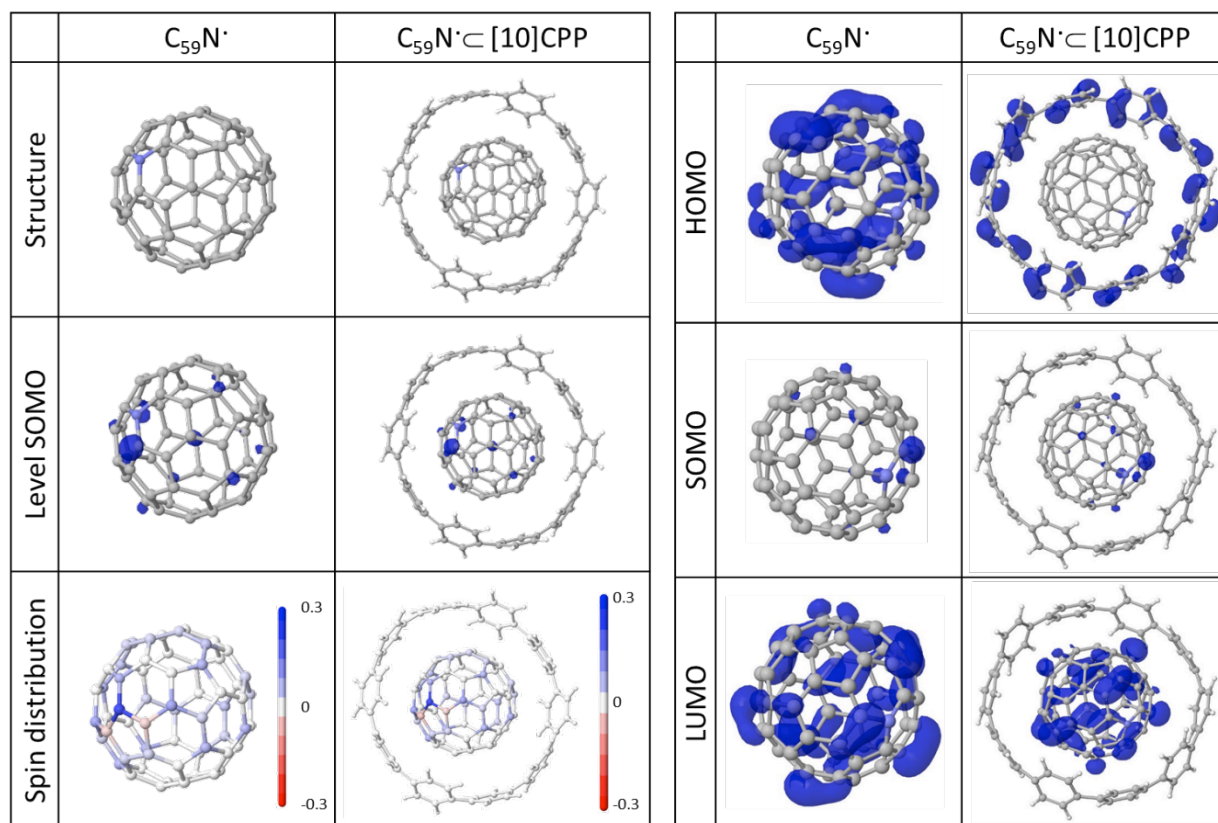 C₅₉N˙
C₅₉N˙⊂ [10]CPP
Structure
Level SOMO
Spin distribution
0.3
0
-0.3
0.3
0
-0.3
C₅₉N˙
C₅₉N˙⊂ [10]CPP
HOMO
SOMO
LUMO